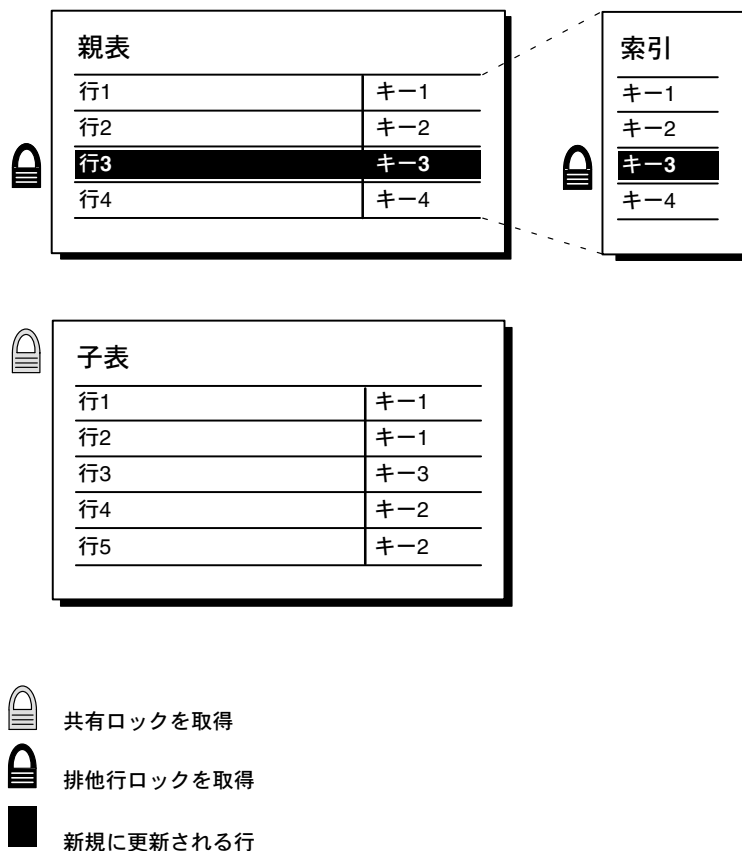 親表
行1 キー1
行2 キー2
行3 キー3
行4 キー4
索引
キー1
キー2
キー3
キー4
子表
行1 キー1
行2 キー1
行3 キー3
行4 キー2
行5 キー2
共有ロックを取得
排他行ロックを取得
新規に更新される行